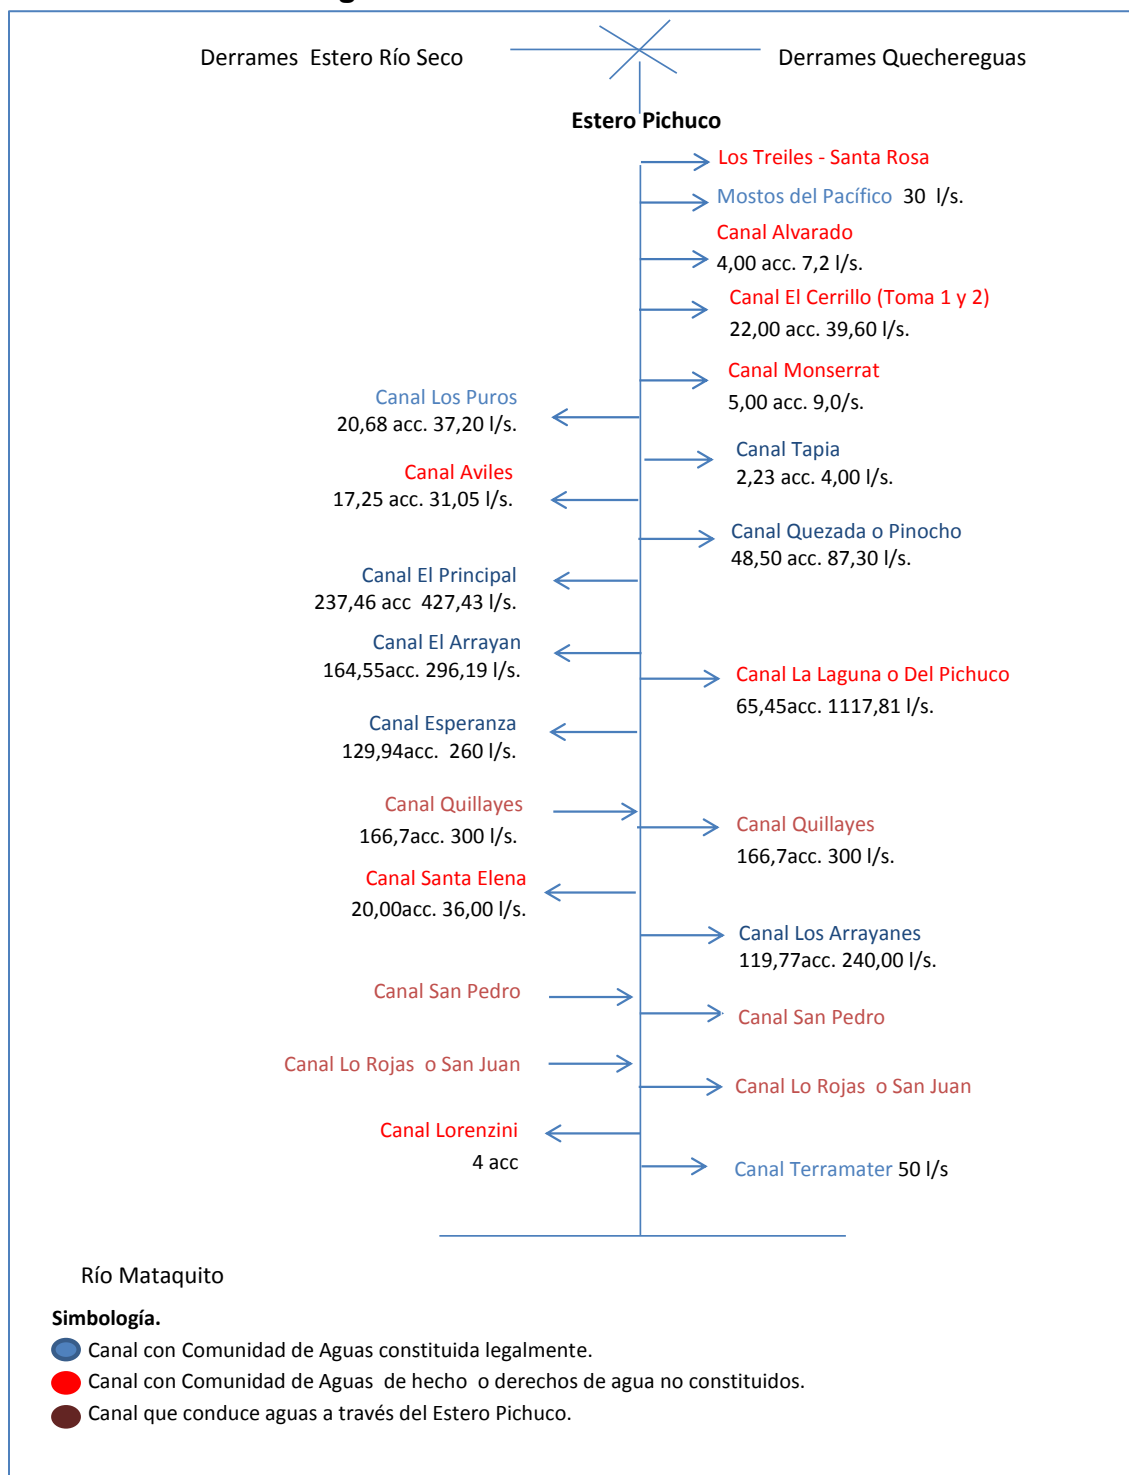 Derrames  Estero Río Seco
Derrames Quechereguas
Estero Pichuco
Los Treiles - Santa Rosa
Mostos del Pacífico  30  l/s.
Canal Alvarado
4,00 acc. 7,2 l/s.
Canal El Cerrillo (Toma 1 y 2)
22,00 acc. 39,60 l/s.
Canal Monserrat
5,00 acc. 9,0/s.
Canal Los Puros
20,68 acc. 37,20 l/s.
Canal Tapia
2,23 acc. 4,00 l/s.
Canal Aviles
17,25 acc. 31,05 l/s.
Canal Quezada o Pinocho
48,50 acc. 87,30 l/s.
Canal El Principal
237,46 acc  427,43 l/s.
Canal El Arrayan
164,55acc. 296,19 l/s.
Canal La Laguna o Del Pichuco
65,45acc. 1117,81 l/s.
Canal Esperanza
129,94acc.  260 l/s.
Canal Quillayes
166,7acc. 300 l/s.
Canal Quillayes
166,7acc. 300 l/s.
Canal Santa Elena
20,00acc. 36,00 l/s.
Canal Los Arrayanes
119,77acc. 240,00 l/s.
Canal San Pedro
Canal San Pedro
Canal Lo Rojas  o San Juan
Canal Lo Rojas  o San Juan
Canal Lorenzini
4 acc
Canal Terramater 50 l/s
Río Mataquito
Simbología.
Canal con Comunidad de Aguas constituida legalmente.
Canal con Comunidad de Aguas  de hecho  o derechos de agua no constituidos.
Canal que conduce aguas a través del Estero Pichuco.